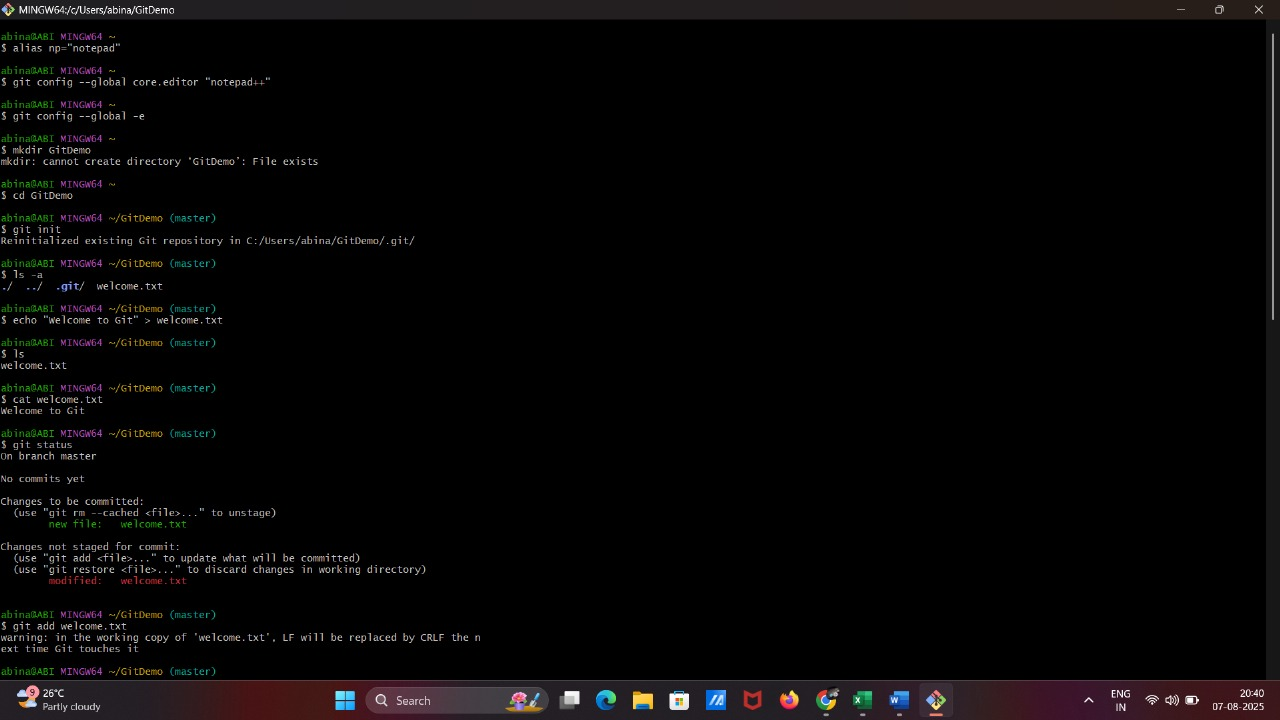 MINGW64:/c/Users/abina/GitDemo
abina@ABI MINGW64 ~
$ alias np="notepad"
abina@ABI MINGW64 ~
$ git config --global core.editor "notepad++"
abina@ABI MINGW64 ~
$ git config --global -e
abina@ABI MINGW64 ~
$ mkdir GitDemo
mkdir: cannot create directory ‘GitDemo’: File exists
abina@ABI MINGW64 ~
$ cd GitDemo
abina@ABI MINGW64 ~/GitDemo (master)
$ git init
Reinitialized existing Git repository in C:/Users/abina/GitDemo/.git/
abina@ABI MINGW64 ~/GitDemo (master)
$ ls -a
./  ../  .git/  welcome.txt
abina@ABI MINGW64 ~/GitDemo (master)
$ echo "Welcome to Git" > welcome.txt
abina@ABI MINGW64 ~/GitDemo (master)
$ ls
welcome.txt
abina@ABI MINGW64 ~/GitDemo (master)
$ cat welcome.txt
Welcome to Git
abina@ABI MINGW64 ~/GitDemo (master)
$ git status
On branch master
No commits yet
Changes to be committed:
(use "git rm --cached <file>..." to unstage)
new file:   welcome.txt
Changes not staged for commit:
(use "git add <file>..." to update what will be committed)
(use "git restore <file>..." to discard changes in working directory)
modified:   welcome.txt
abina@ABI MINGW64 ~/GitDemo (master)
$ git add welcome.txt
warning: in the working copy of 'welcome.txt', LF will be replaced by CRLF the n
ext time Git touches it
abina@ABI MINGW64 ~/GitDemo (master)
9
26°C
Partly cloudy
Search
ENG
IN
20:40
07-08-2025